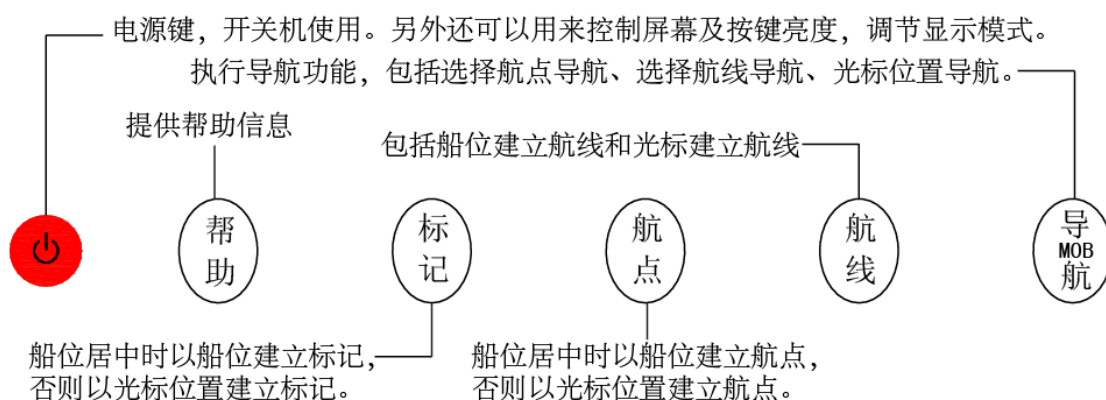 电源键，开关机使用。另外还可以用来控制屏幕及按键亮度，调节显示模式。
执行导航功能，包括选择航点导航、选择航线导航、光标位置导航。
提供帮助信息
包括船位建立航线和光标建立航线
帮助
标记
航点
航线
导
MOB
航
船位居中时以船位建立标记，
否则以光标位置建立标记。
船位居中时以船位建立航点，
否则以光标位置建立航点。